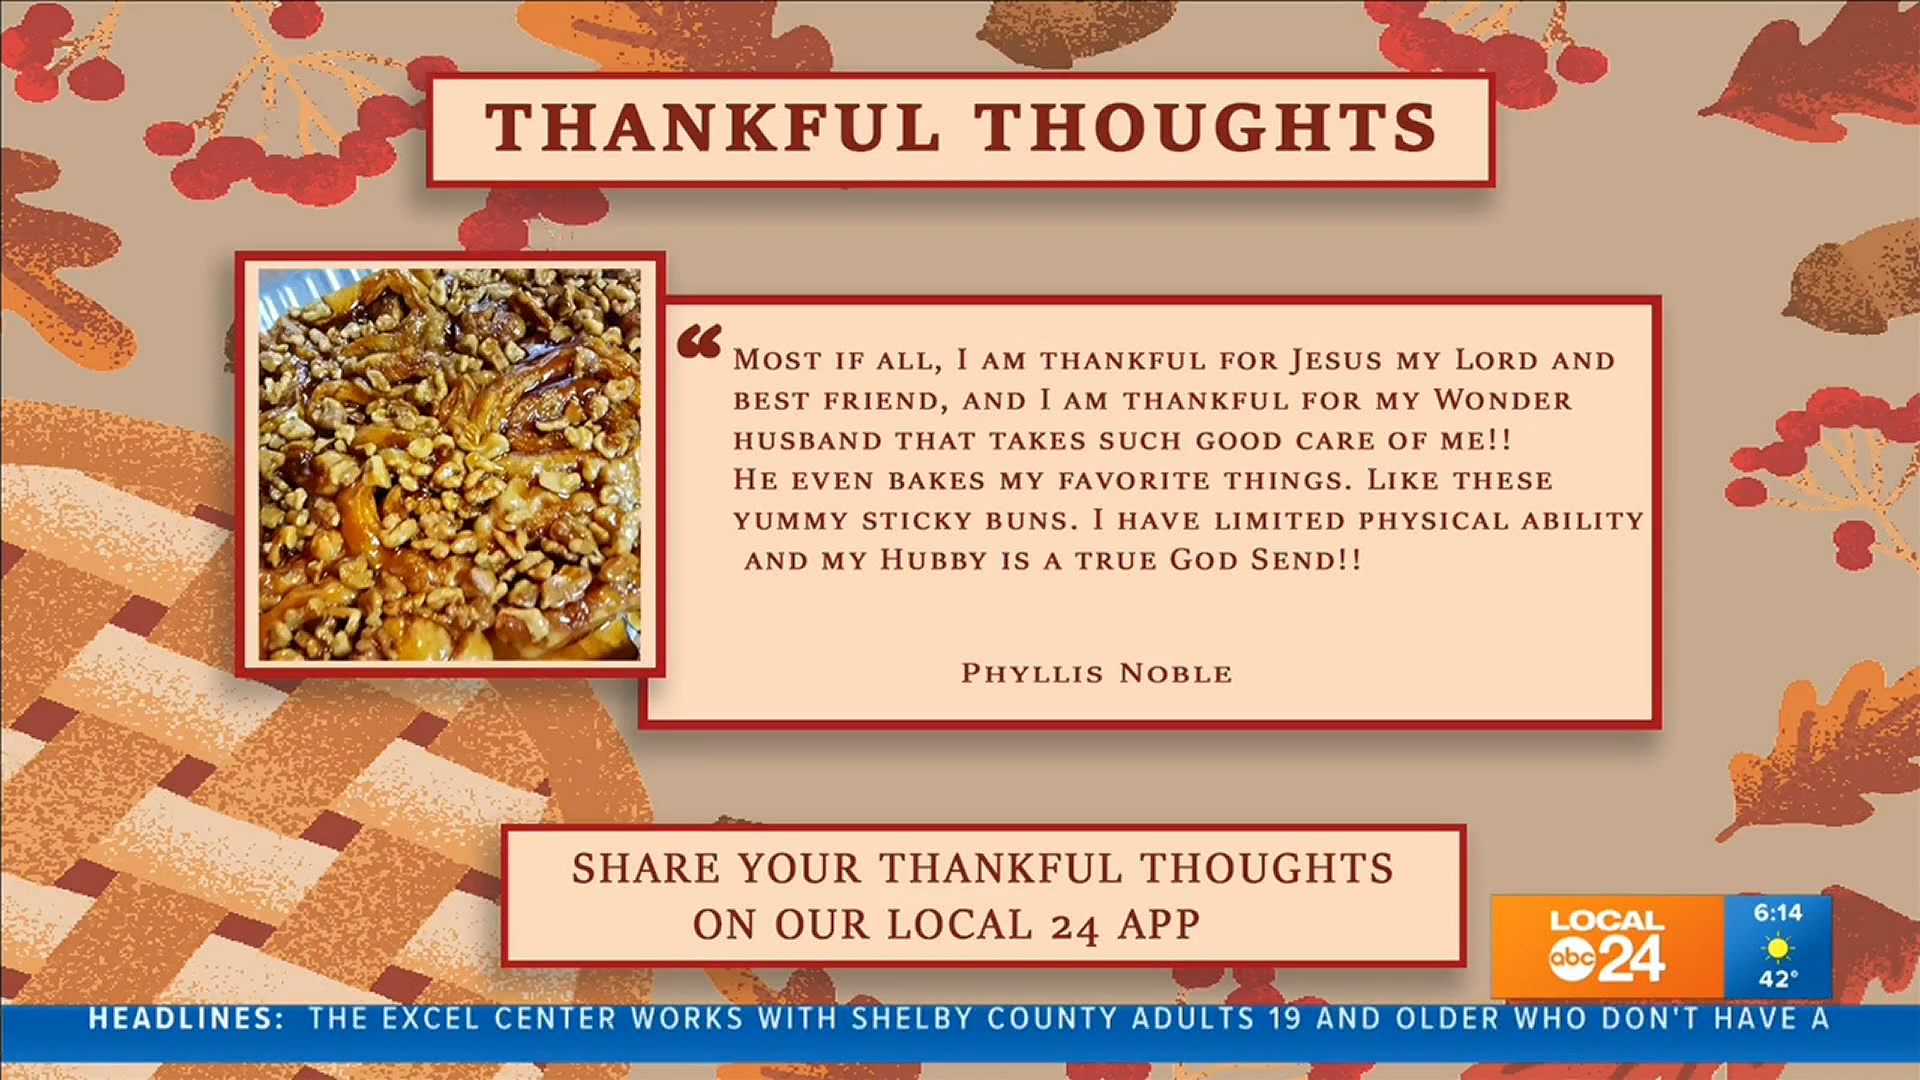 THANKFUL THOUGHTS
“ MOST IF ALL, I AM THANKFUL FOR JESUS MY LORD AND
BEST FRIEND, AND I AM THANKFUL FOR MY WONDER
HUSBAND THAT TAKES SUCH GOOD CARE OF ME!!
HE EVEN BAKES MY FAVORITE THINGS. LIKE THESE
YUMMY STICKY BUNS. I HAVE LIMITED PHYSICAL ABILITY
AND MY HUBBY IS A TRUE GOD SEND!!
PHYLLIS NOBLE
SHARE YOUR THANKFUL THOUGHTS
ON OUR LOCAL 24 APP
LOCAL
abc 24
6:14
42°
HEADLINES: THE EXCEL CENTER WORKS WITH SHELBY COUNTY ADULTS 19 AND OLDER WHO DON'T HAVE A